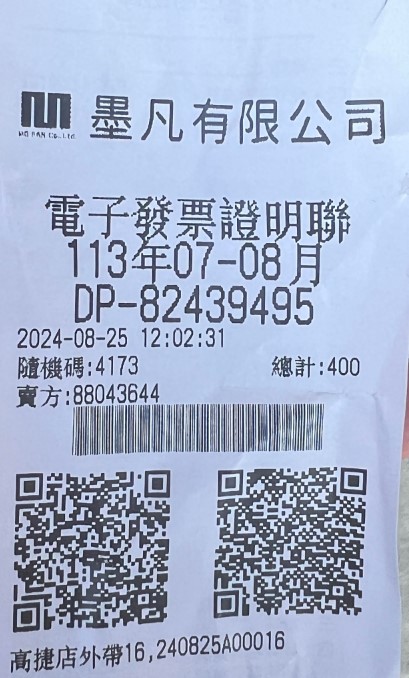 MO FAN Co., Ltd
墨凡有限公司
電子發票證明聯
113年07-08月
DP-82439495
2024-08-25 12:02:31
隨機碼:4173 總計:400
賣方:88043644
高捷店外帶16,240825A00016